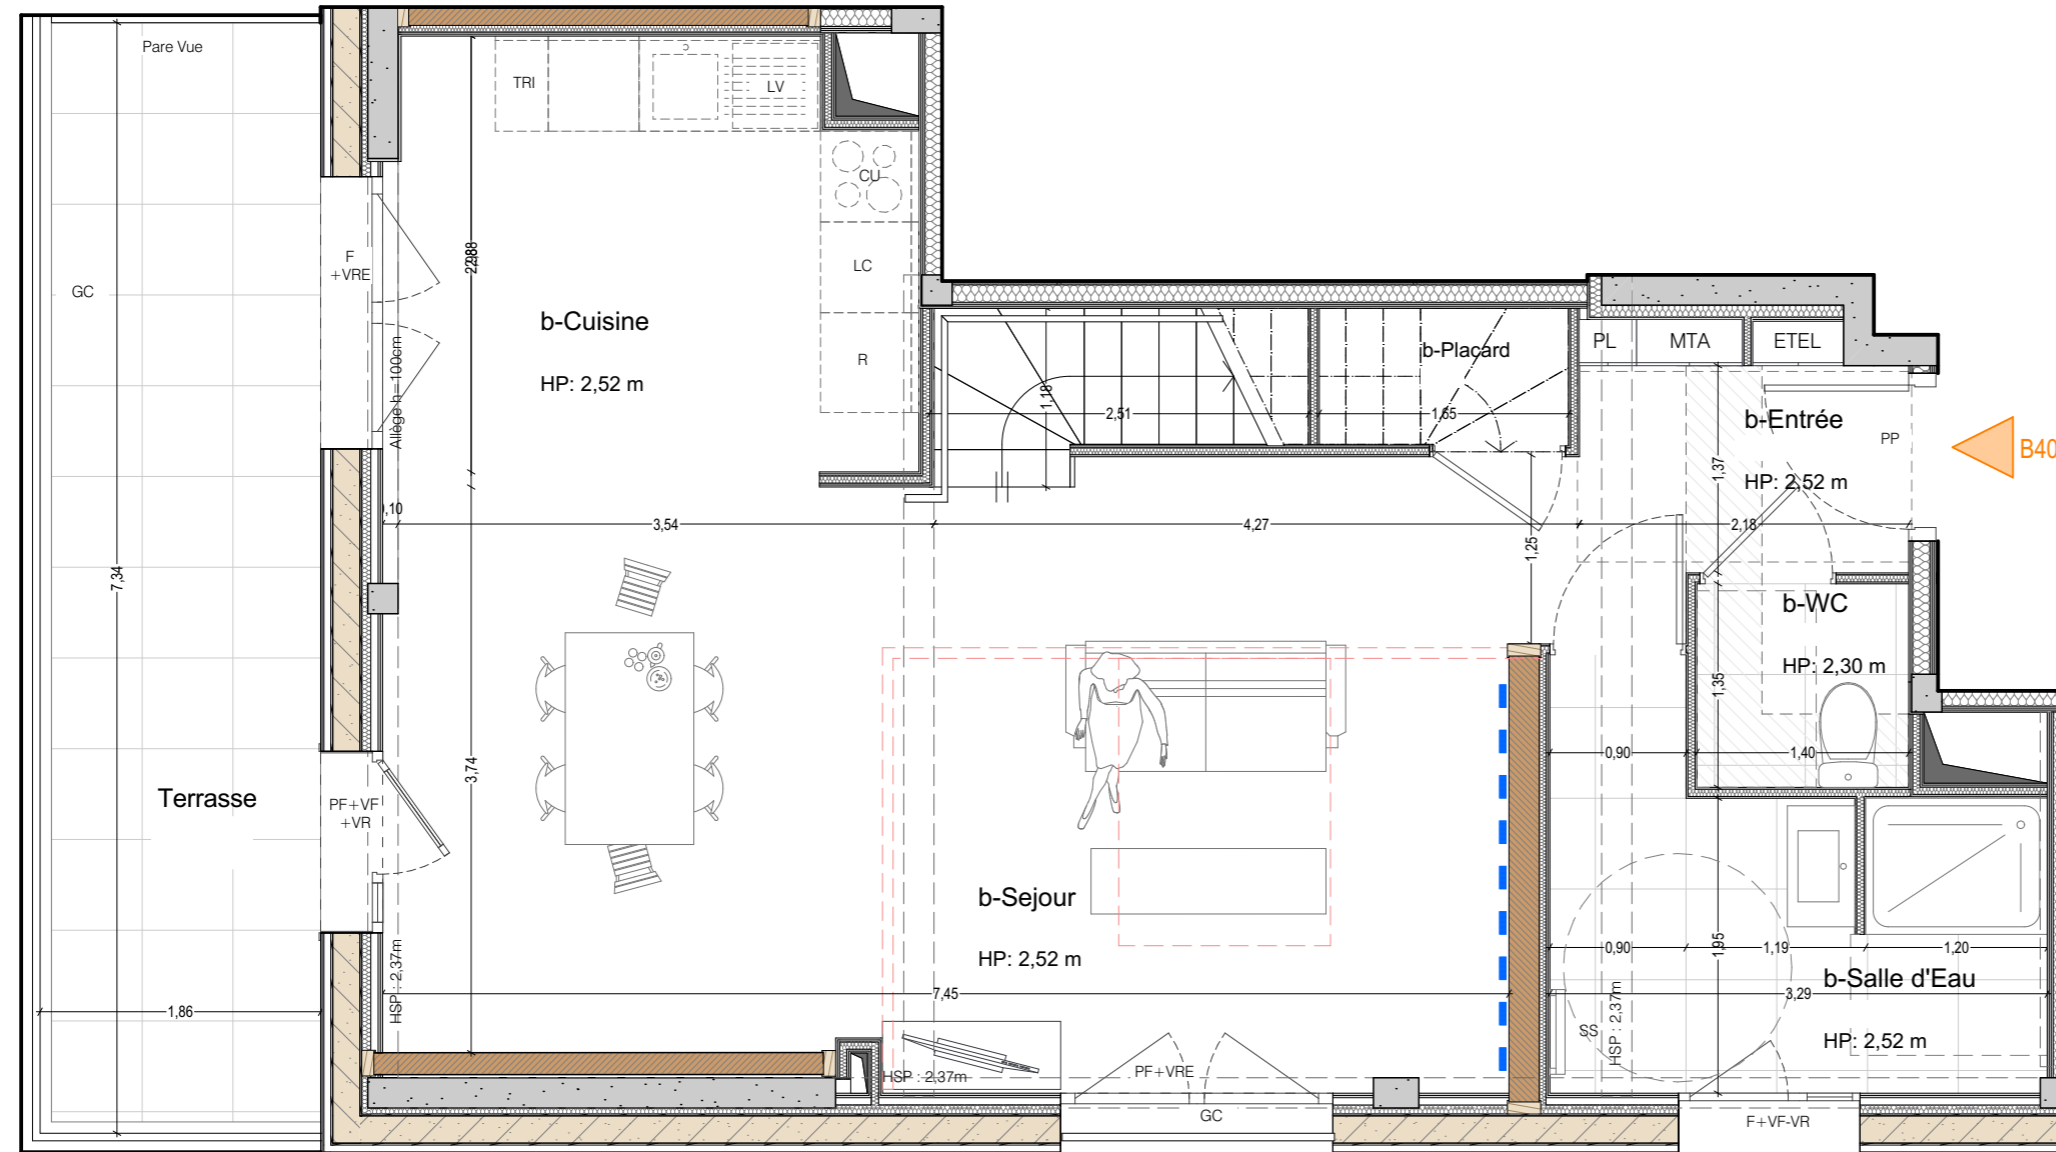 Pare Vue
GC
7,34
1,86
Terrasse
F
+VRE
Allège h=100cm
PF+VF
+VR
HSP : 2,37m
TRI
LV
CU
LC
R
b-Cuisine
HP: 2,52 m
3,54
4,27
2,18
3,74
7,45
2,51
1,18
1,65
b-Placard
PL
MTA
ETEL
b-Entrée
HP: 2,52 m
PP
B40
1,37
1,25
b-WC
HP: 2,30 m
1,35
0,90
1,40
b-Sejour
HP: 2,52 m
HSP : 2,37m
PF+VRE
GC
0,90
1,95
1,19
1,20
b-Salle d'Eau
3,29
HP: 2,52 m
SS
HSP : 2,37m
F+VF-VR